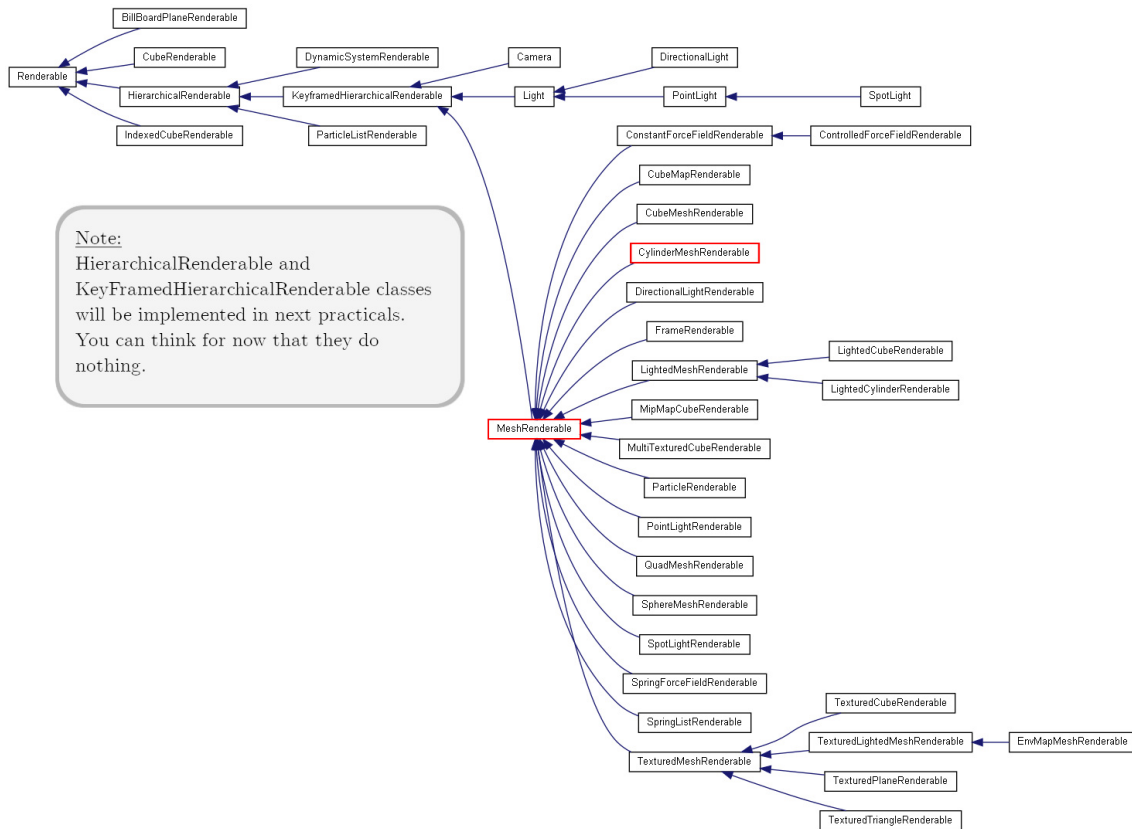 BillBoardPlaneRenderable
CubeRenderable
DynamicSystemRenderable
Camera
DirectionalLight
Renderable
HierarchicalRenderable
KeyframedHierarchicalRenderable
Light
PointLight
SpotLight
IndexedCubeRenderable
ParticleListRenderable
ConstantForceFieldRenderable
ControlledForceFieldRenderable
CubeMapRenderable
CubeMeshRenderable
CylinderMeshRenderable
DirectionalLightRenderable
FrameRenderable
LightedMeshRenderable
LightedCubeRenderable
LightedCylinderRenderable
Note:
HierarchicalRenderable and
KeyFramedHierarchicalRenderable classes
will be implemented in next practicals.
You can think for now that they do
nothing.
MeshRenderable
MipMapCubeRenderable
MultiTexturedCubeRenderable
ParticleRenderable
PointLightRenderable
QuadMeshRenderable
SphereMeshRenderable
SpotLightRenderable
SpringForceFieldRenderable
SpringListRenderable
TexturedMeshRenderable
TexturedCubeRenderable
TexturedLightedMeshRenderable
EnvMapMeshRenderable
TexturedPlaneRenderable
TexturedTriangleRenderable